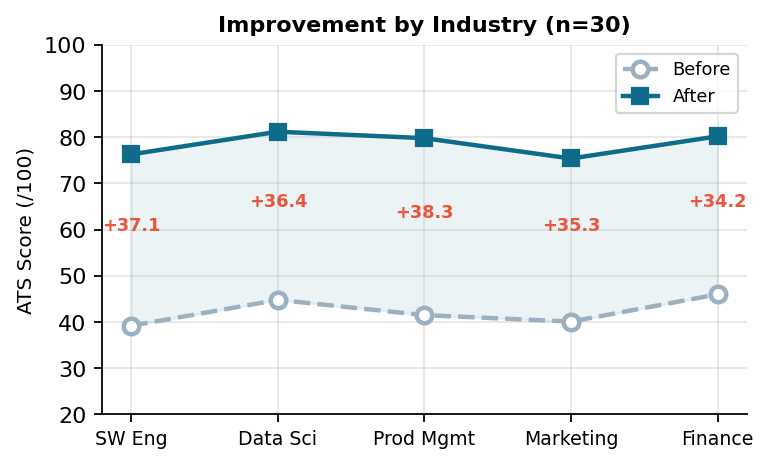 Improvement by Industry (n=30)
ATS Score (/100)
100
90
80
70
60
50
40
30
20
Before
After
+37.1
+36.4
+38.3
+35.3
+34.2
SW Eng
Data Sci
Prod Mgmt
Marketing
Finance